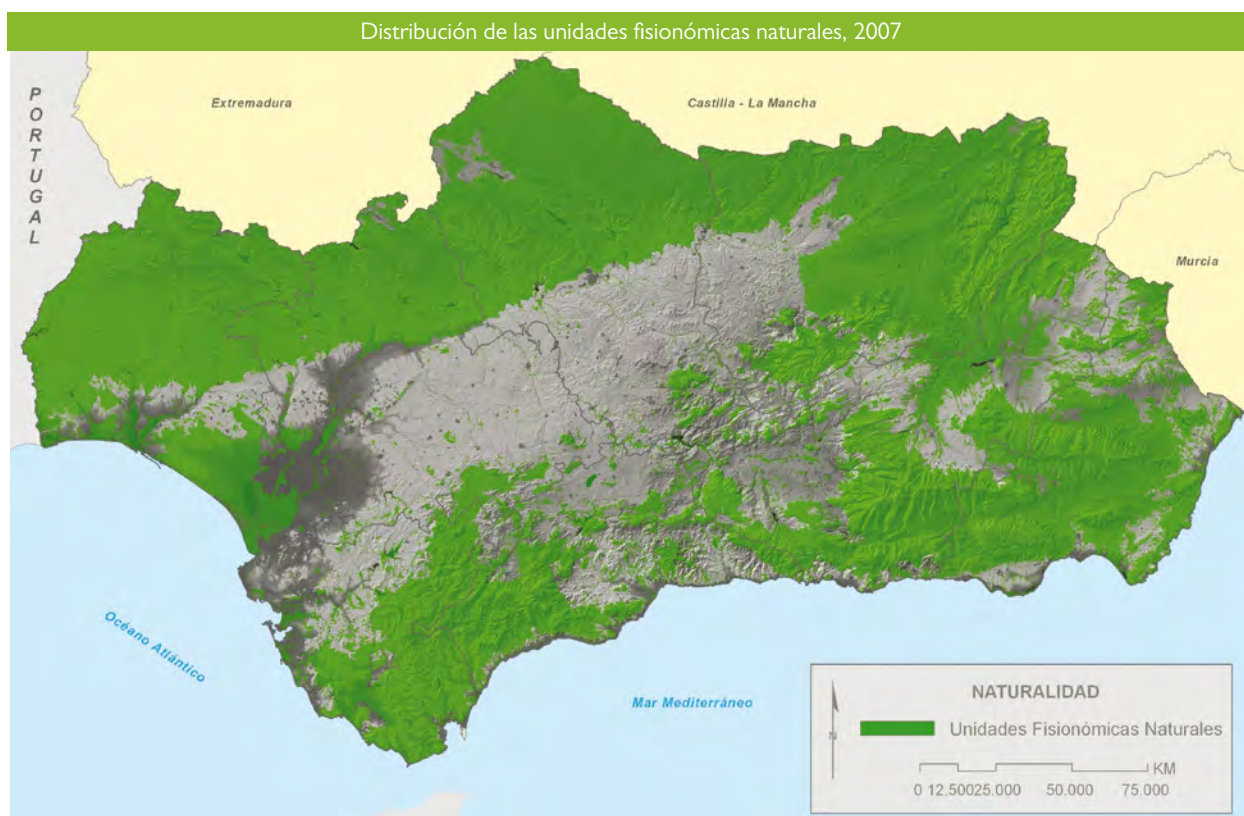 Distribución de las unidades fisionómicas naturales, 2007
PORTUGAL
Extremadura
Castilla - La Mancha
Murcia
Océano Atlántico
Mar Mediterráneo
NATURALIDAD
N
Unidades Fisionómicas Naturales
KM
0 12.50025.000 50.000 75.000